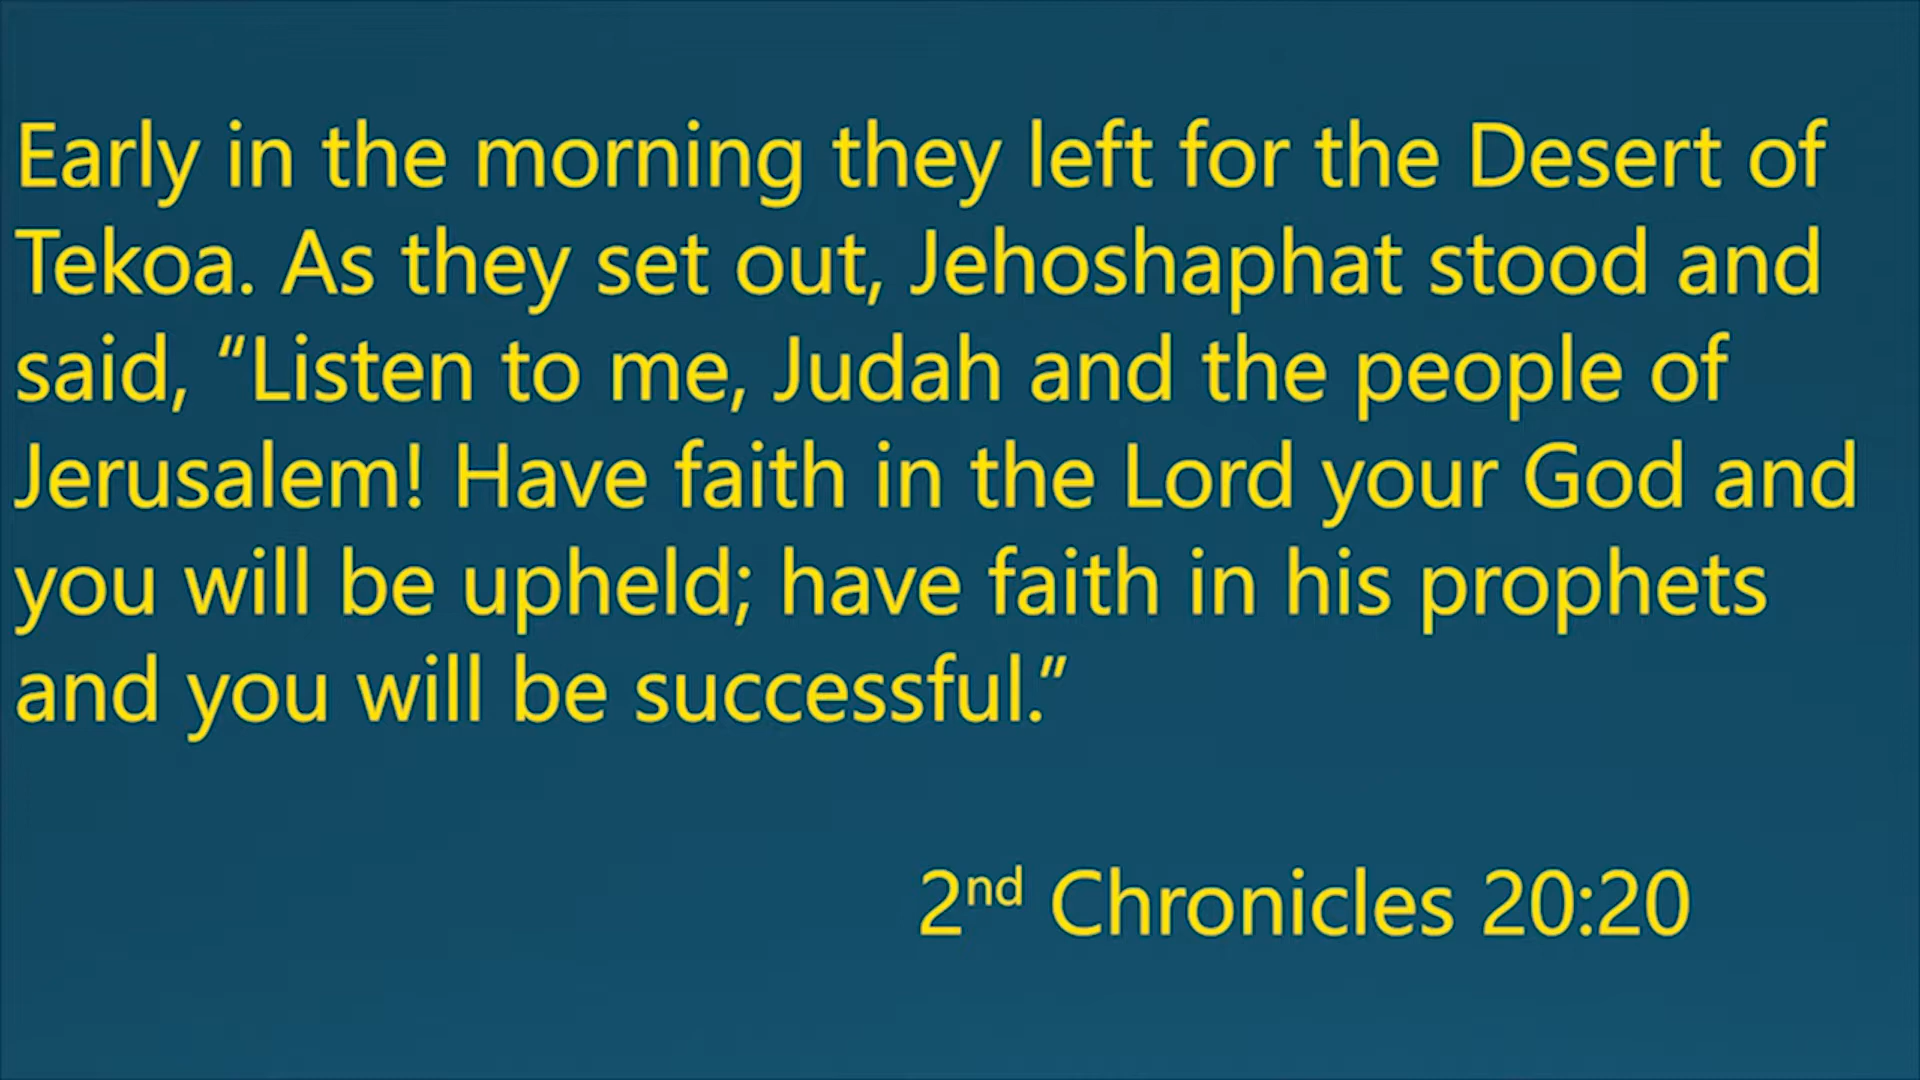 Early in the morning they left for the Desert of
Tekoa. As they set out, Jehoshaphat stood and
said, “Listen to me, Judah and the people of
Jerusalem! Have faith in the Lord your God and
you will be upheld; have faith in his prophets
and you will be successful.”
2nd Chronicles 20:20